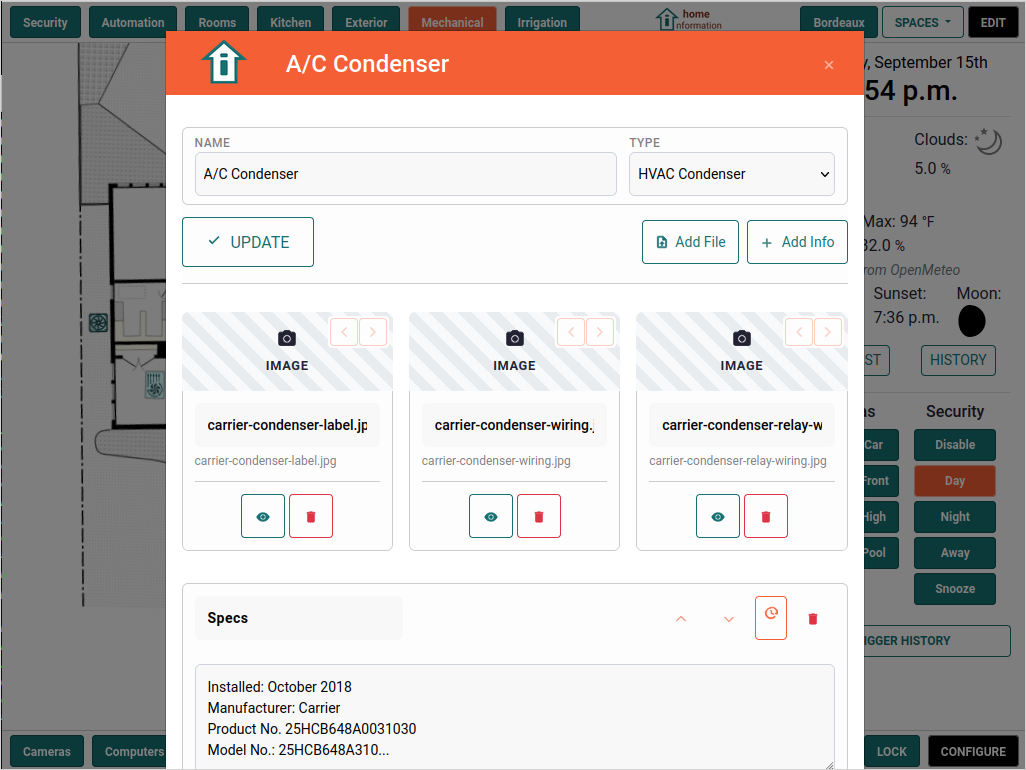 Security Automation Rooms Kitchen Exterior Mechanical Irrigation home Information Bordeaux SPACES EDIT
A/C Condenser ×
September 15th
54 p.m.
Clouds:
5.0 %
NAME TYPE
A/C Condenser HVAC Condenser
UPDATE Add File Add Info
Max: 94 °F
32.0 %
from OpenMeteo
Sunset: Moon:
7:36 p.m.
ST HISTORY
IMAGE IMAGE IMAGE
carrier-condenser-label.jp carrier-condenser-wiring. carrier-condenser-relay-w
carrier-condenser-label.jpg carrier-condenser-wiring.jpg carrier-condenser-relay-wiring.jpg
as Security
Car Disable
Front Day
High Night
Pool Away
Snooze
Specs
IGGER HISTORY
Installed: October 2018
Manufacturer: Carrier
Product No. 25HCB648A0031030
Model No.: 25HCB648A310...
Cameras Computers LOCK CONFIGURE